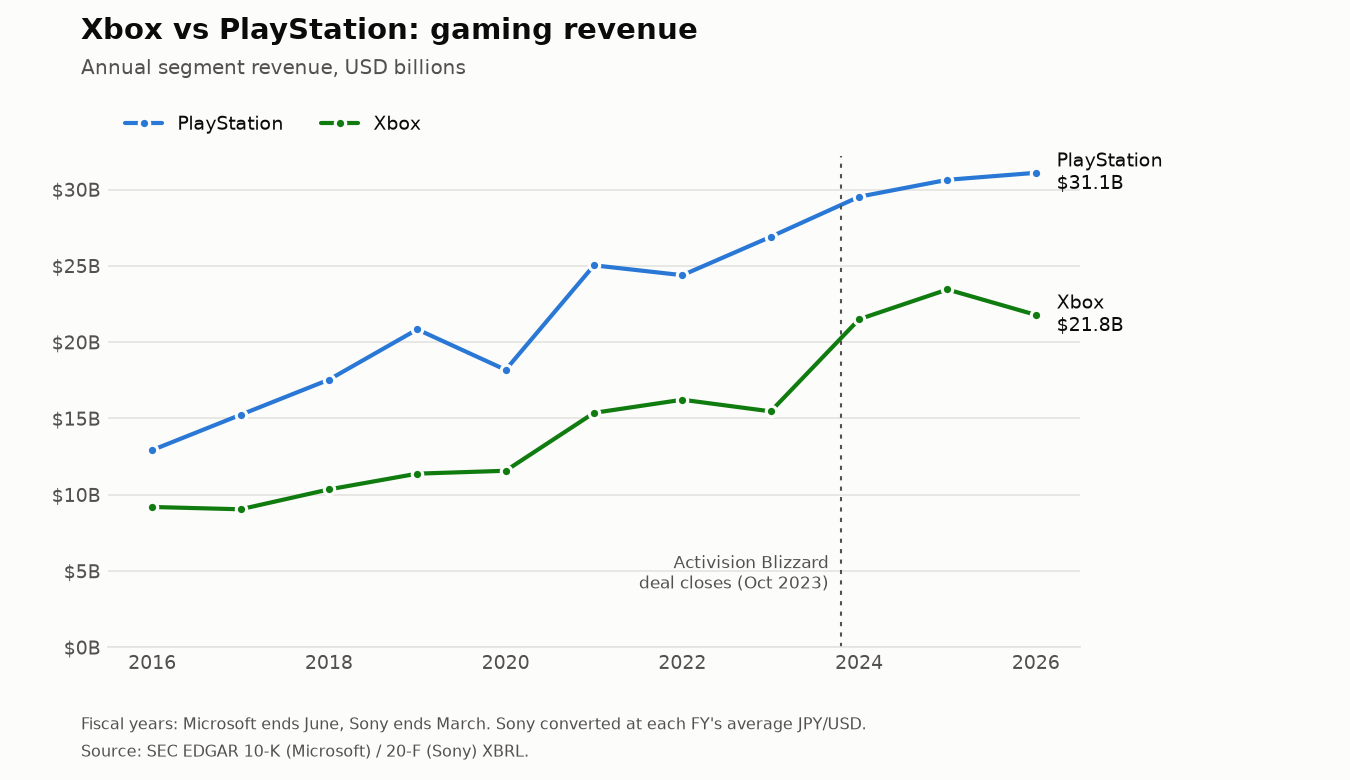 Xbox vs PlayStation: gaming revenue
Annual segment revenue, USD billions
PlayStation
Xbox
PlayStation
$31.1B
Xbox
$21.8B
$30B
$25B
$20B
$15B
$10B
$5B
$0B
Activision Blizzard
deal closes (Oct 2023)
2016
2018
2020
2022
2024
2026
Fiscal years: Microsoft ends June, Sony ends March. Sony converted at each FY's average JPY/USD.
Source: SEC EDGAR 10-K (Microsoft) / 20-F (Sony) XBRL.